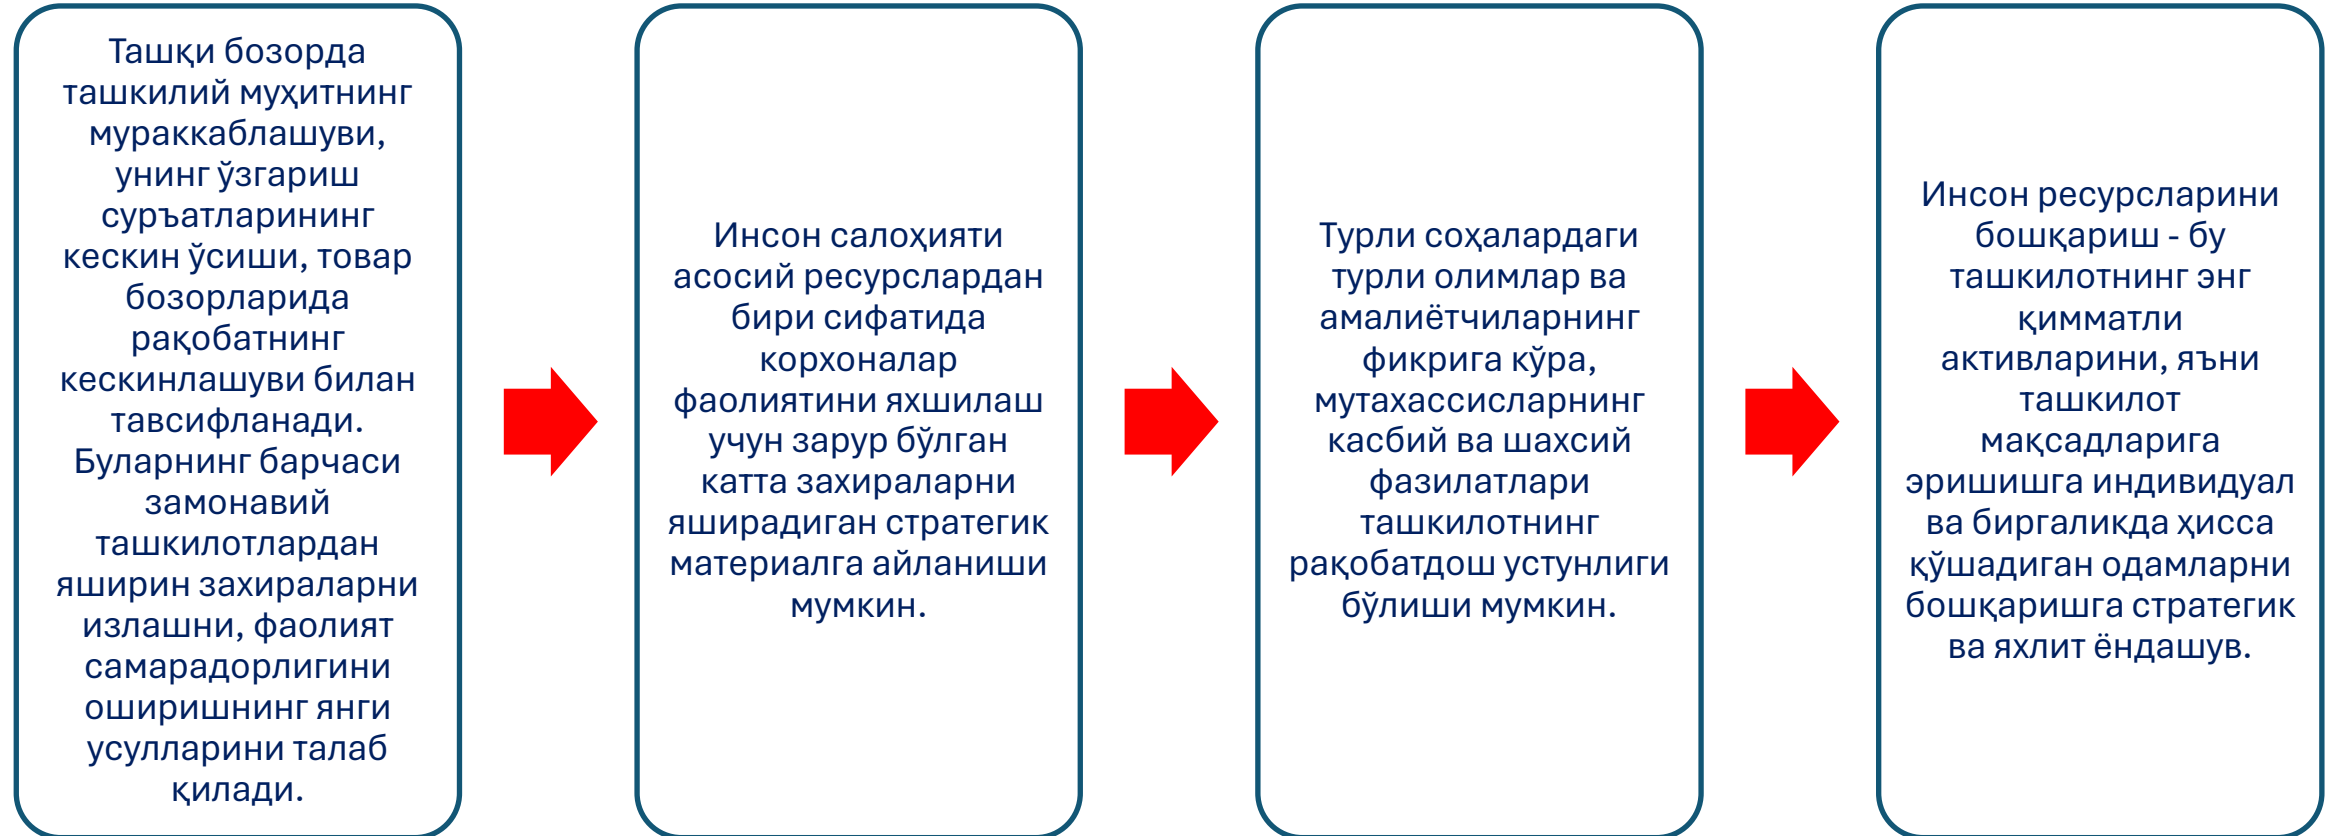 Ташқи бозорда
ташкилий муҳитнинг
мураккаблашуви,
унинг ўзгариш
суръатларининг
кескин ўсиши, товар
бозорларида
рақобатнинг
кескинлашуви билан
тавсифланади.
Буларнинг барчаси
замонавий
ташкилотлардан
яширин захираларни
излашни, фаолият
самарадорлигини
оширишнинг янги
усулларини талаб
қилади.
Инсон салоҳияти
асосий ресурслардан
бири сифатида
корхоналар
фаолиятини яхшилаш
учун зарур бўлган
катта захираларни
яширадиган стратегик
материалга айланиши
мумкин.
Турли соҳалардаги
турли олимлар ва
амалиётчиларнинг
фикрига кўра,
мутахассисларнинг
касбий ва шахсий
фазилатлари
ташкилотнинг
рақобатдош устунлиги
бўлиши мумкин.
Инсон ресурсларини
бошқариш - бу
ташкилотнинг энг
қимматли
активларини, яъни
ташкилот
мақсадларига
эришишга индивидуал
ва биргаликда ҳисса
қўшадиган одамларни
бошқаришга стратегик
ва яхлит ёндашув.